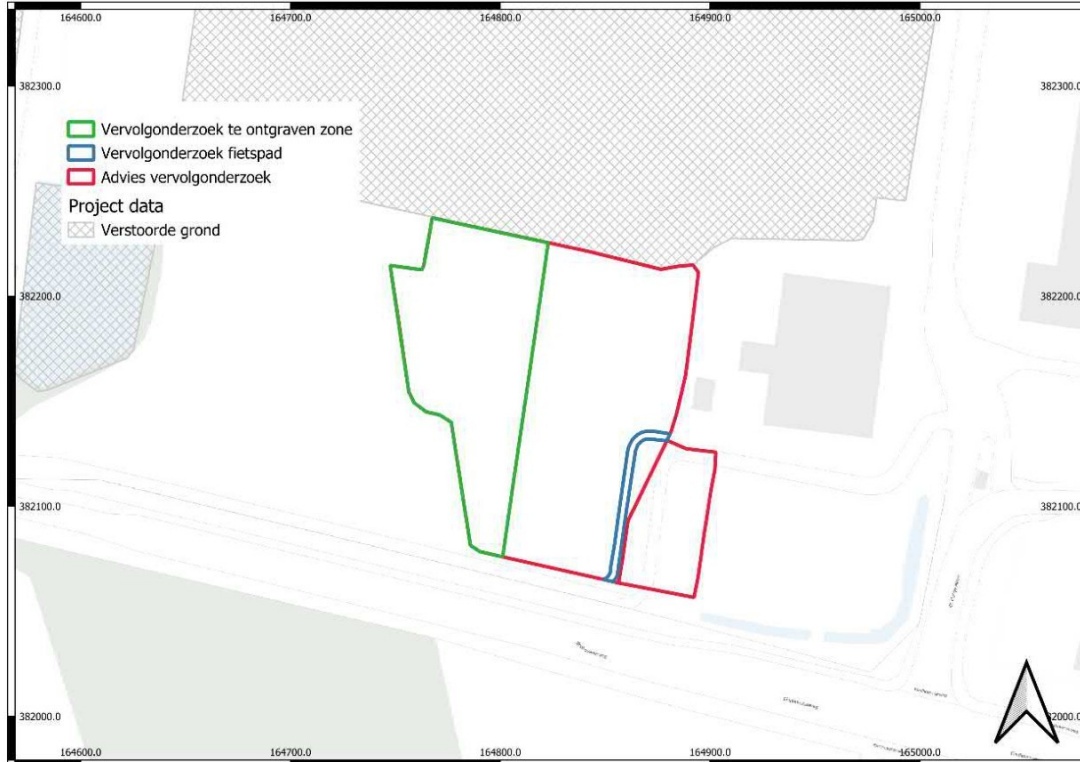 164600.0 164700.0 164800.0 164900.0 165000.0
382300.0 382300.0
Vervolgonderzoek te ontgraven zone
Vervolgonderzoek fietspad
Advies vervolgonderzoek
Project data
Verstoorde grond
382200.0 382200.0
382100.0 382100.0
382000.0 382000.0
164600.0 164700.0 164800.0 164900.0 165000.0